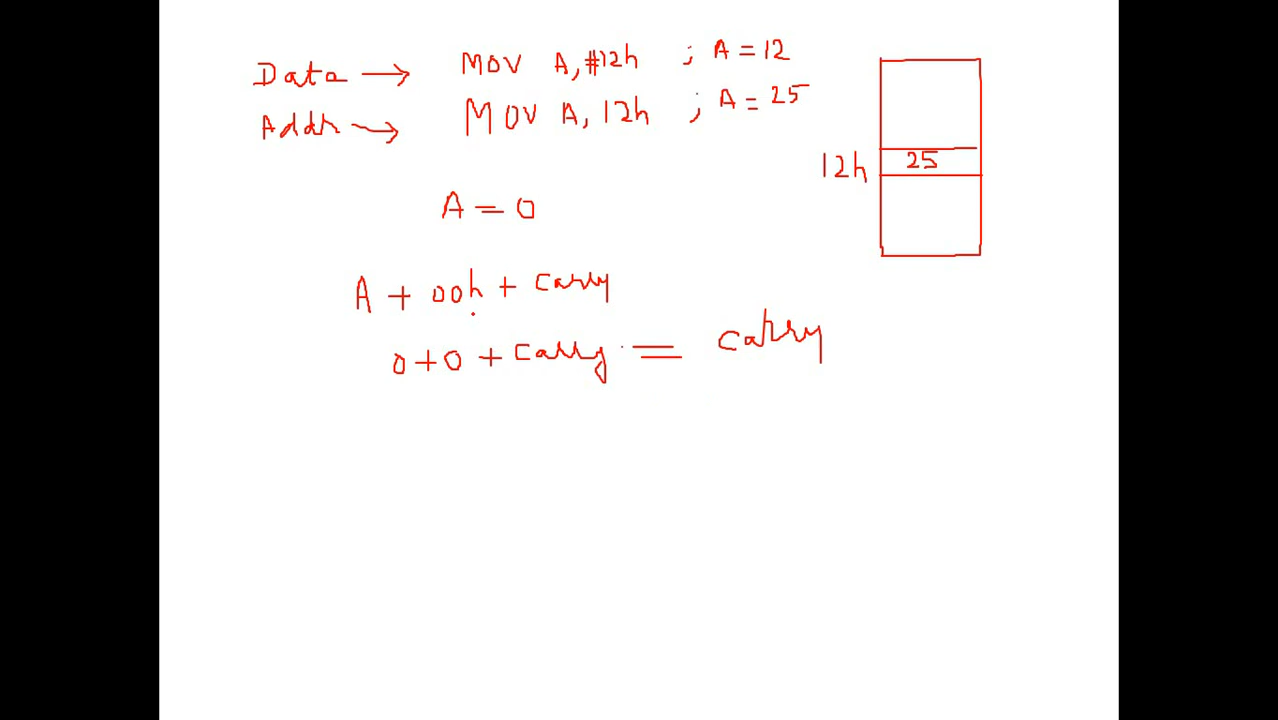 Data → MOV A, #12h ; A = 12
Addr → MOV A, 12h ; A = 25
12h 25
A = 0
A + 00h + carry
0 + 0 + carry = carry